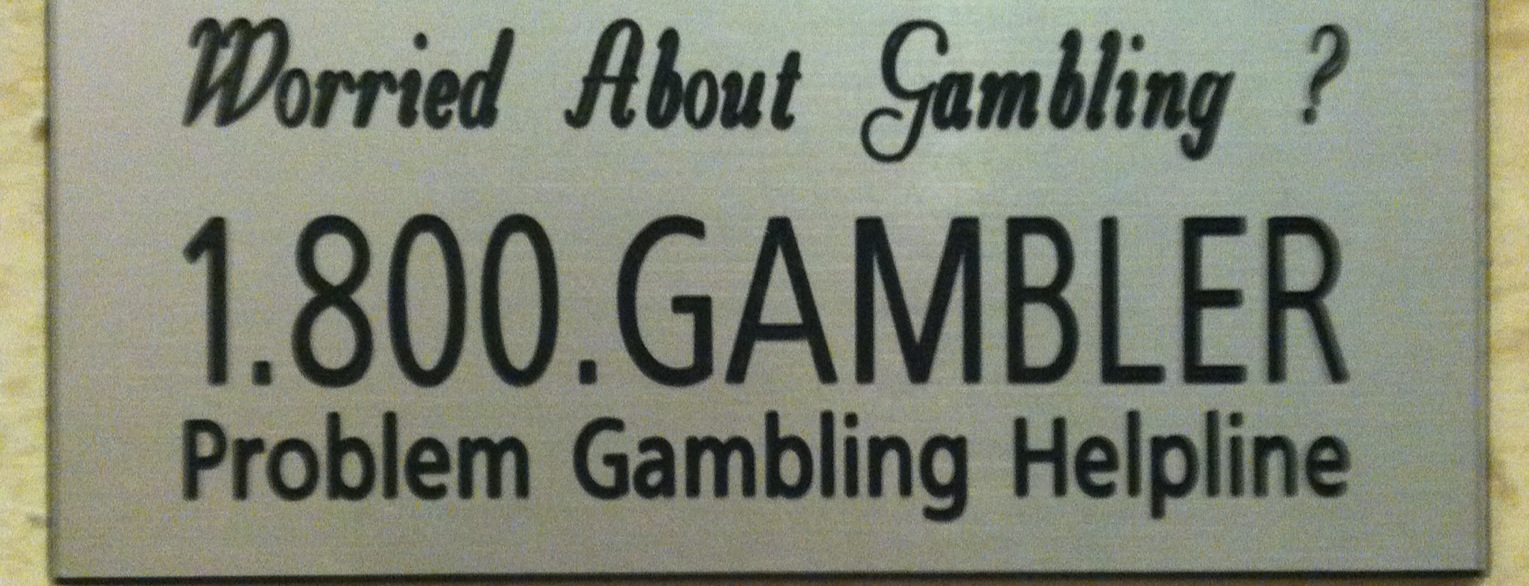 Worried About Gambling ?
1.800.GAMBLER
Problem Gambling Helpline